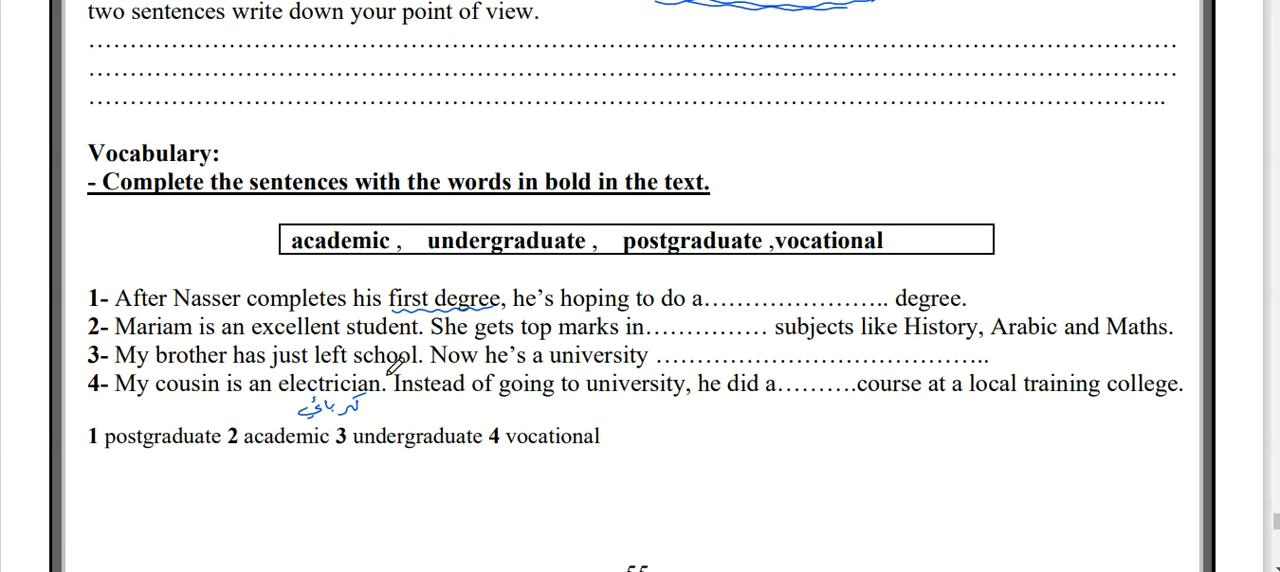 two sentences write down your point of view.
……………………………………………………………………………………………………………………
……………………………………………………………………………………………………………………
…………………………………………………………………………………………………………………..
Vocabulary:
- Complete the sentences with the words in bold in the text.
academic , undergraduate , postgraduate ,vocational
1- After Nasser completes his first degree, he’s hoping to do a………………….. degree.
2- Mariam is an excellent student. She gets top marks in…………… subjects like History, Arabic and Maths.
3- My brother has just left school. Now he’s a university …………………………………..
4- My cousin is an electrician. Instead of going to university, he did a……….course at a local training college.
كهربائي
1 postgraduate 2 academic 3 undergraduate 4 vocational
55